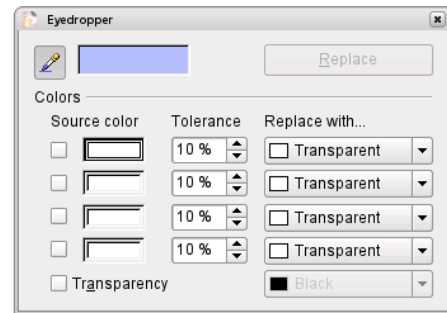 Eyedropper
Replace
Colors
Source color Tolerance Replace with...
10 % Transparent
10 % Transparent
10 % Transparent
10 % Transparent
Transparency Black